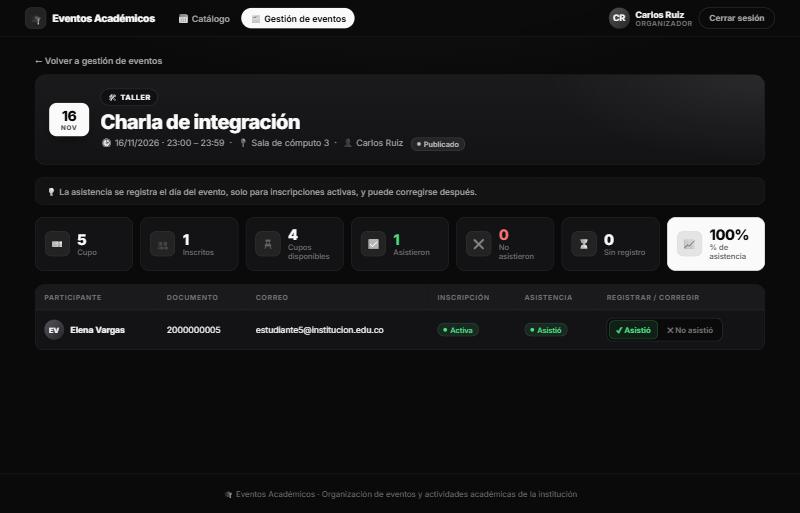 Eventos Académicos
Catálogo
Gestión de eventos
CR
Carlos Ruiz
ORGANIZADOR
Cerrar sesión
← Volver a gestión de eventos
16
NOV
TALLER
Charla de integración
16/11/2026 · 23:00 – 23:59 · Sala de cómputo 3 · Carlos Ruiz
Publicado
La asistencia se registra el día del evento, solo para inscripciones activas, y puede corregirse después.
5
Cupo
1
Inscritos
4
Cupos
disponibles
1
Asistieron
0
No
asistieron
0
Sin registro
100%
% de
asistencia
PARTICIPANTE DOCUMENTO CORREO INSCRIPCIÓN ASISTENCIA REGISTRAR / CORREGIR
EV Elena Vargas 2000000005 estudiante5@institucion.edu.co Activa Asistió ✓ Asistió ✕ No asistió
Eventos Académicos · Organización de eventos y actividades académicas de la institución